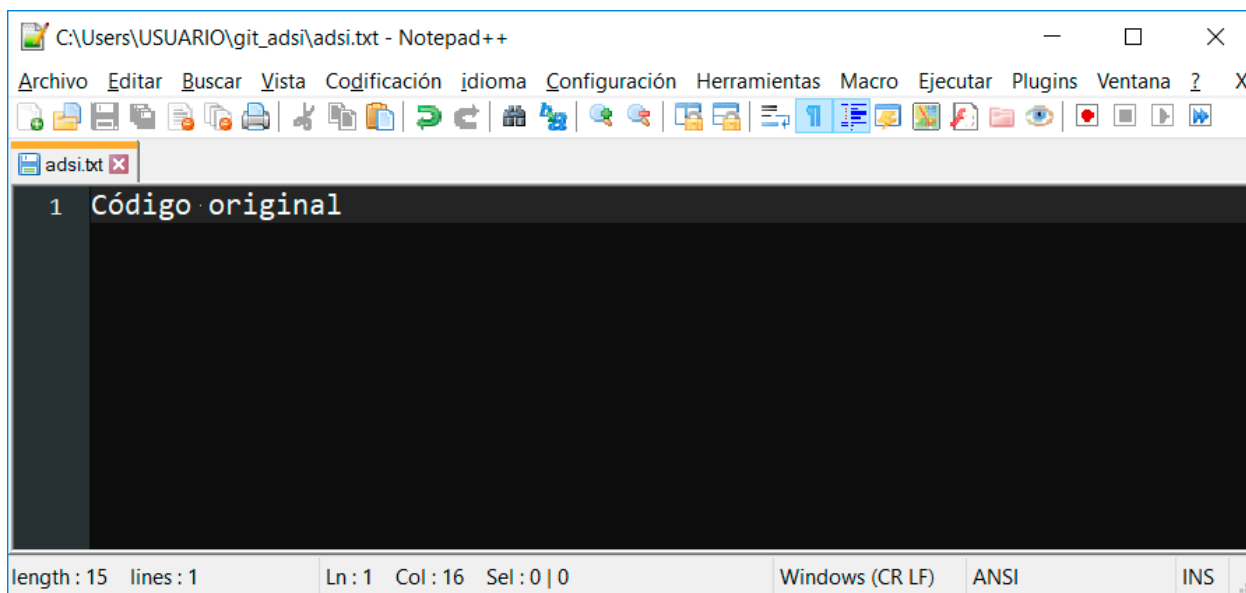 C:\Users\USUARIO\git_adsi\adsi.txt - Notepad++
Archivo Editar Buscar Vista Codificación idioma Configuración Herramientas Macro Ejecutar Plugins Ventana ? X
adsi.txt
1 Código original
length : 15 lines : 1 Ln : 1 Col : 16 Sel : 0 | 0 Windows (CR LF) ANSI INS